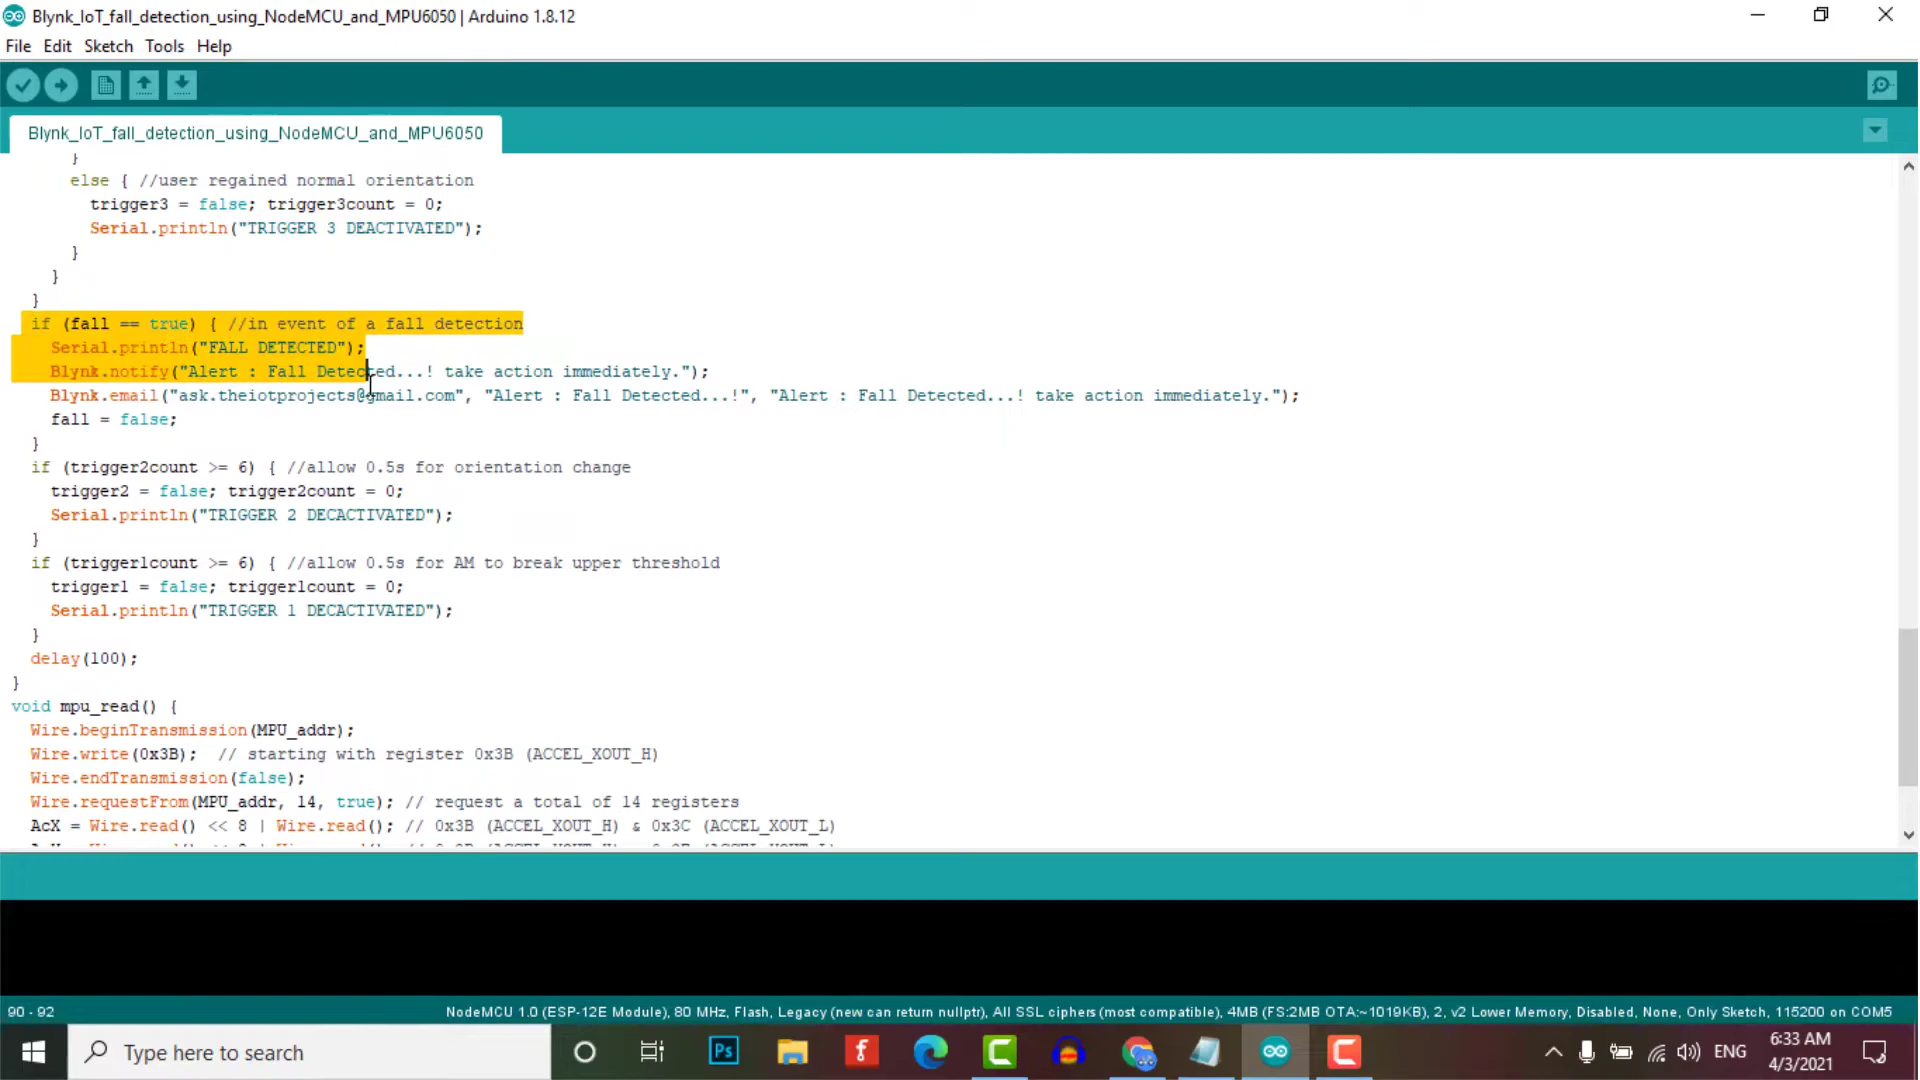 Blynk_IoT_fall_detection_using_NodeMCU_and_MPU6050 | Arduino 1.8.12
File Edit Sketch Tools Help
Blynk_IoT_fall_detection_using_NodeMCU_and_MPU6050
}
else { //user regained normal orientation
trigger3 = false; trigger3count = 0;
Serial.println("TRIGGER 3 DEACTIVATED");
}
}
}
if (fall == true) { //in event of a fall detection
Serial.println("FALL DETECTED");
Blynk.notify("Alert : Fall Detected...! take action immediately.");
Blynk.email("ask.theiotprojects@gmail.com", "Alert : Fall Detected...!", "Alert : Fall Detected...! take action immediately.");
fall = false;
}
if (trigger2count >= 6) { //allow 0.5s for orientation change
trigger2 = false; trigger2count = 0;
Serial.println("TRIGGER 2 DECACTIVATED");
}
if (trigger1count >= 6) { //allow 0.5s for AM to break upper threshold
trigger1 = false; trigger1count = 0;
Serial.println("TRIGGER 1 DECACTIVATED");
}
delay(100);
}
void mpu_read() {
Wire.beginTransmission(MPU_addr);
Wire.write(0x3B);  // starting with register 0x3B (ACCEL_XOUT_H)
Wire.endTransmission(false);
Wire.requestFrom(MPU_addr, 14, true); // request a total of 14 registers
AcX = Wire.read() << 8 | Wire.read(); // 0x3B (ACCEL_XOUT_H) & 0x3C (ACCEL_XOUT_L)
90 - 92
NodeMCU 1.0 (ESP-12E Module), 80 MHz, Flash, Legacy (new can return nullptr), All SSL ciphers (most compatible), 4MB (FS:2MB OTA:~1019KB), 2, v2 Lower Memory, Disabled, None, Only Sketch, 115200 on COM5
Type here to search
Ps
ENG
6:33 AM
4/3/2021